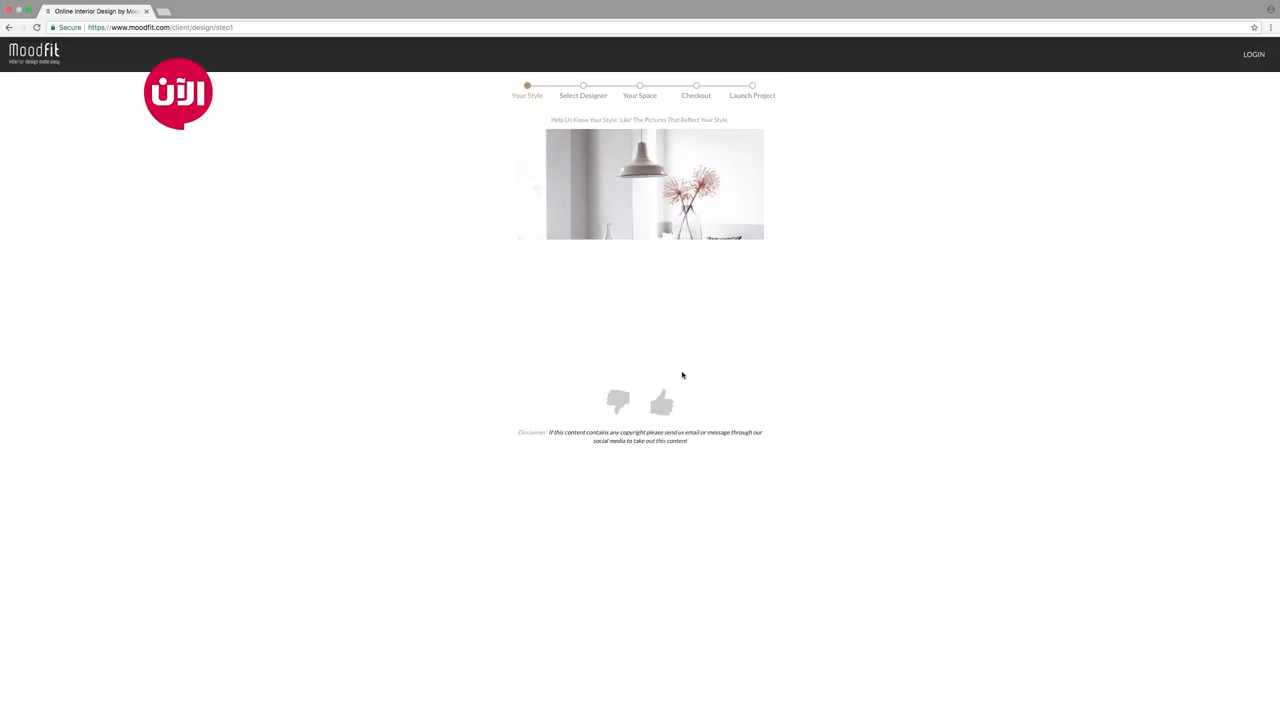 Online Interior Design by Moo
Secure https://www.moodfit.com/client/design/step1
Moodfit
interior design made easy
LOGIN
الآن
Your Style
Select Designer
Your Space
Checkout
Launch Project
Help Us Know Your Style: 'Like' The Pictures That Reflect Your Style
Disclaimer: If this content contains any copyright please send us email or message through our
social media to take out this content